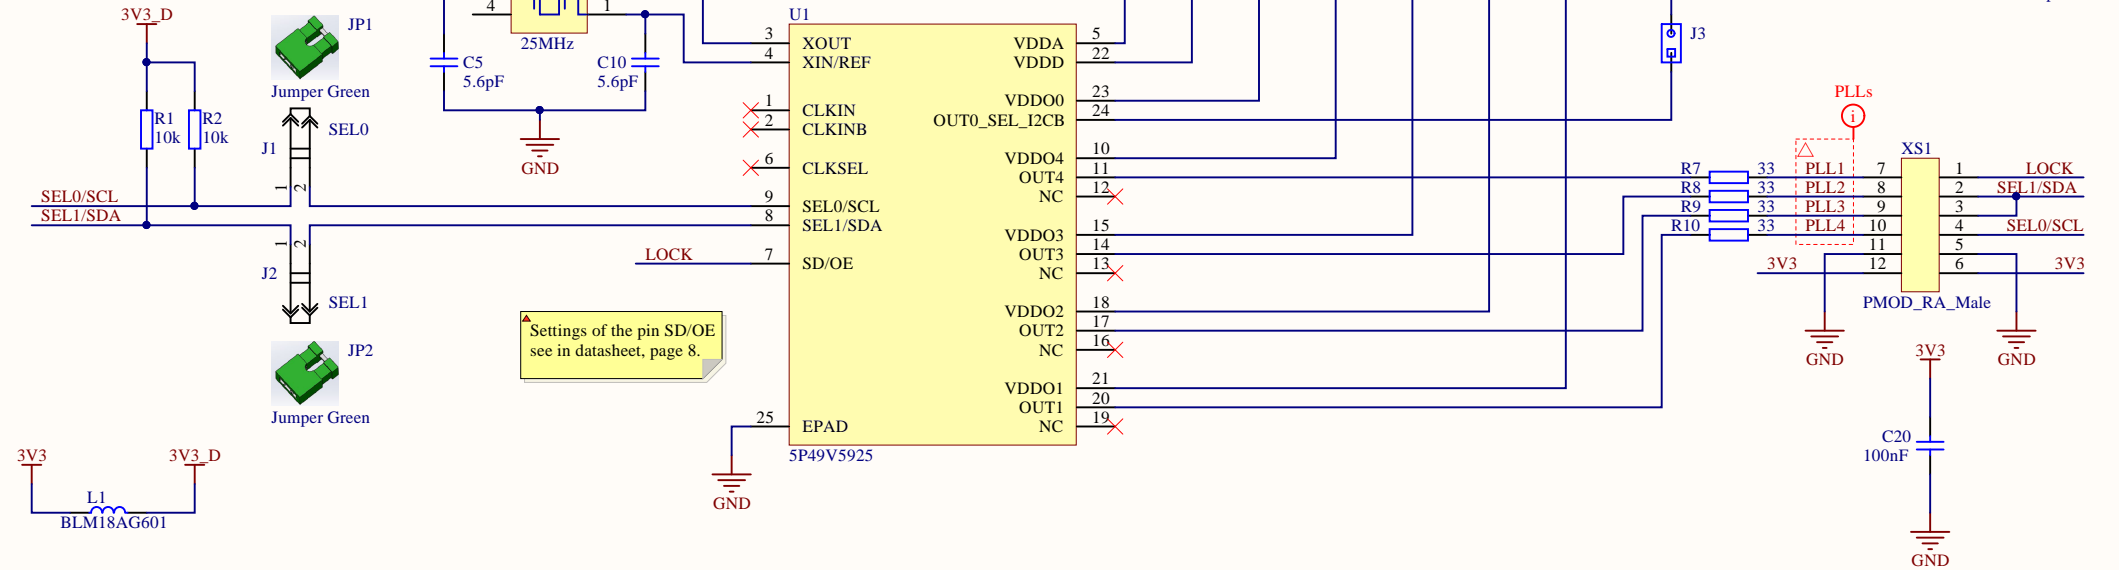 3V3_D
JP1
Jumper Green
R1
10k
R2
10k
J1
SEL0
1
2
SEL0/SCL
SEL1/SDA
1
2
J2
SEL1
JP2
Jumper Green
3V3
3V3_D
L1
BLM18AG601
4
1
25MHz
C5
5.6pF
C10
5.6pF
GND
LOCK
Settings of the pin SD/OE
see in datasheet, page 8.
GND
U1
3 XOUT
4 XIN/REF
1 CLKIN
2 CLKINB
6 CLKSEL
9 SEL0/SCL
8 SEL1/SDA
7 SD/OE
25 EPAD
VDDA 5
VDDD 22
VDDO0 23
OUT0_SEL_I2CB 24
VDDO4 10
OUT4 11
NC 12
VDDO3 15
OUT3 14
NC 13
VDDO2 18
OUT2 17
NC 16
VDDO1 21
OUT1 20
NC 19
5P49V5925
J3
PLLs
i
R7 33 PLL1 7
R8 33 PLL2 8
R9 33 PLL3 9
R10 33 PLL4 10
11
3V3 12
XS1
1 LOCK
2 SEL1/SDA
3
4 SEL0/SCL
5
6 3V3
PMOD_RA_Male
GND
GND
3V3
C20
100nF
GND